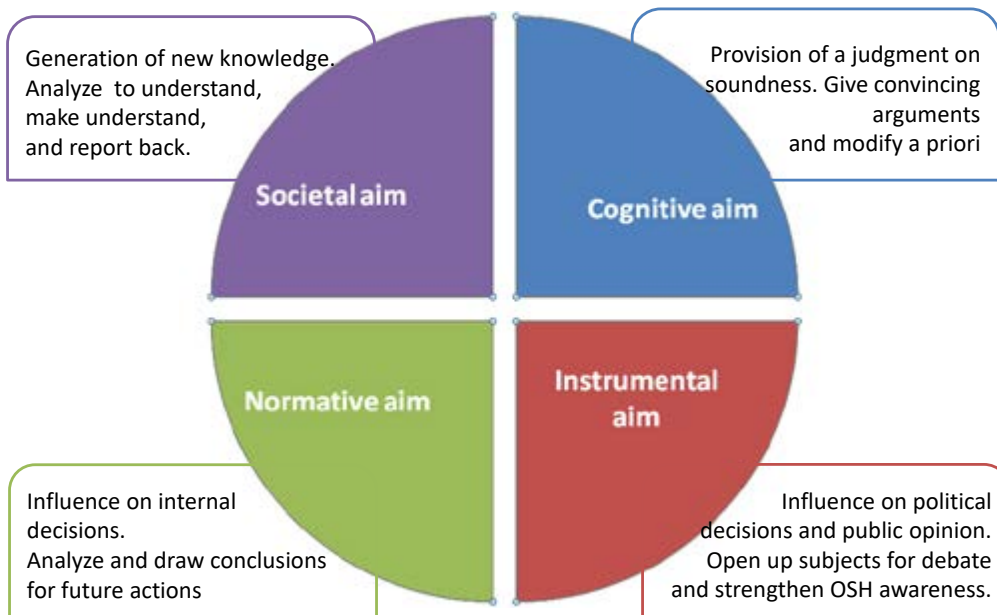 Generation of new knowledge.
Analyze to understand,
make understand,
and report back.
Provision of a judgment on
soundness. Give convincing
arguments
and modify a priori
Societal aim
Cognitive aim
Normative aim
Instrumental
aim
Influence on internal
decisions.
Analyze and draw conclusions
for future actions
Influence on political
decisions and public opinion.
Open up subjects for debate
and strengthen OSH awareness.